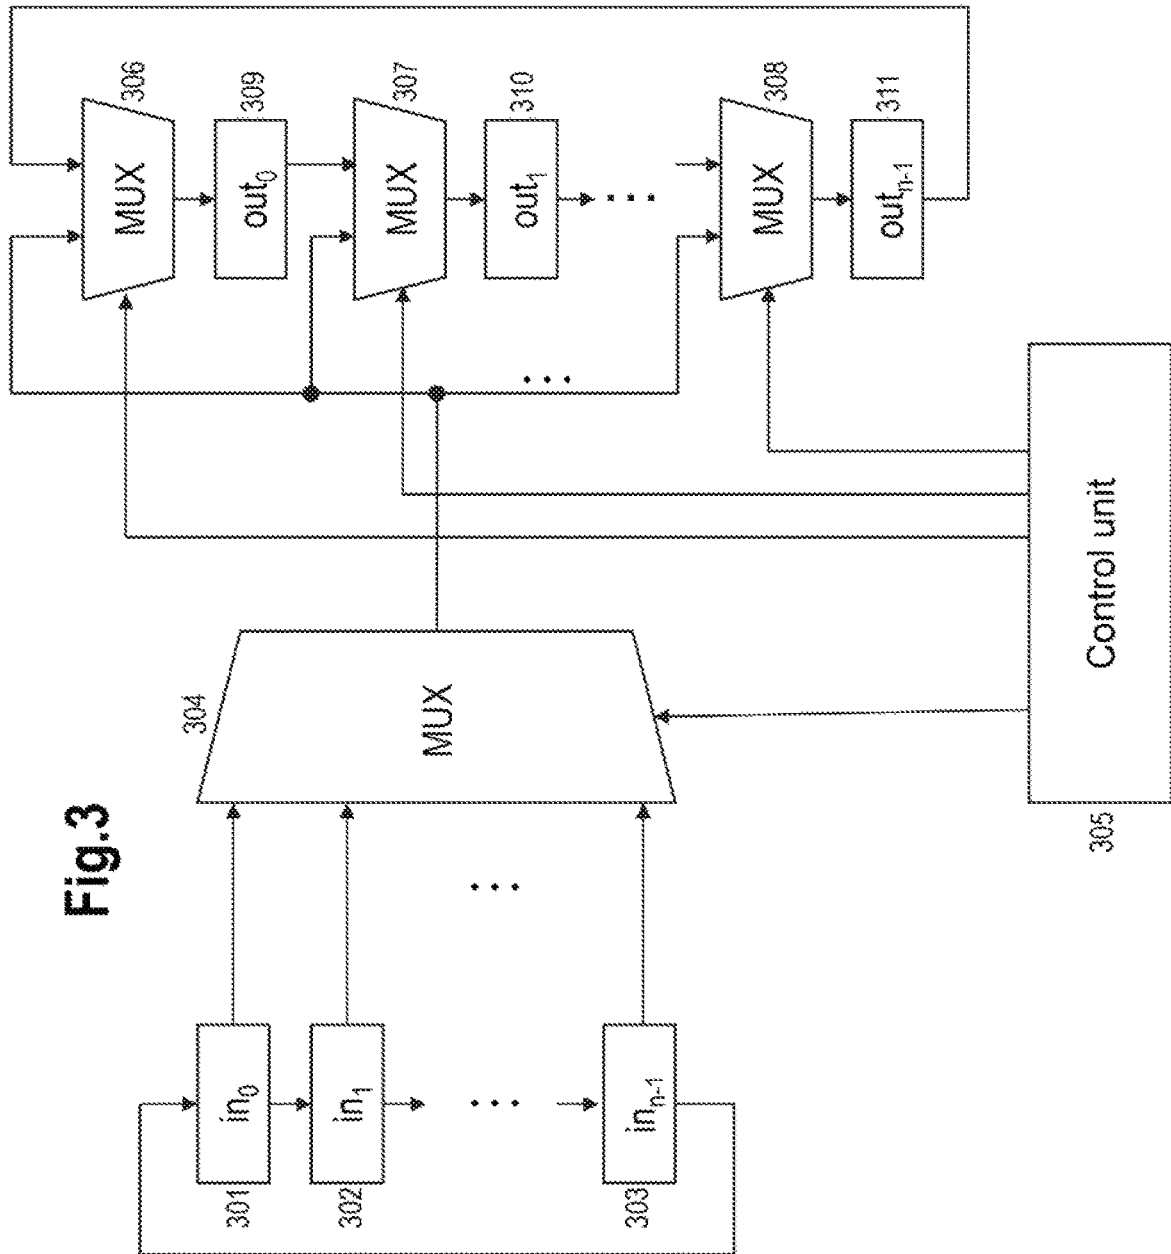 Fig.3
301
in0
302
in1
...
303
inn-1
...
304
MUX
305
Control unit
...
306
MUX
309
out0
307
MUX
310
out1
...
308
MUX
311
outn-1